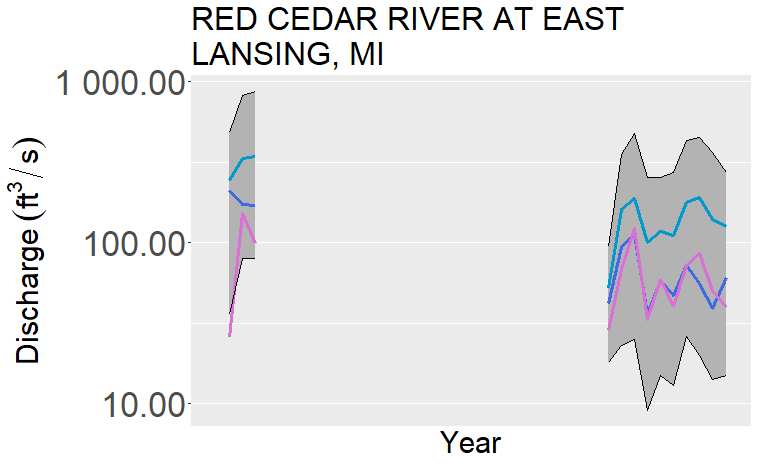 RED CEDAR RIVER AT EAST
LANSING, MI
Discharge (ft³/s)
1 000.00
100.00
10.00
Year